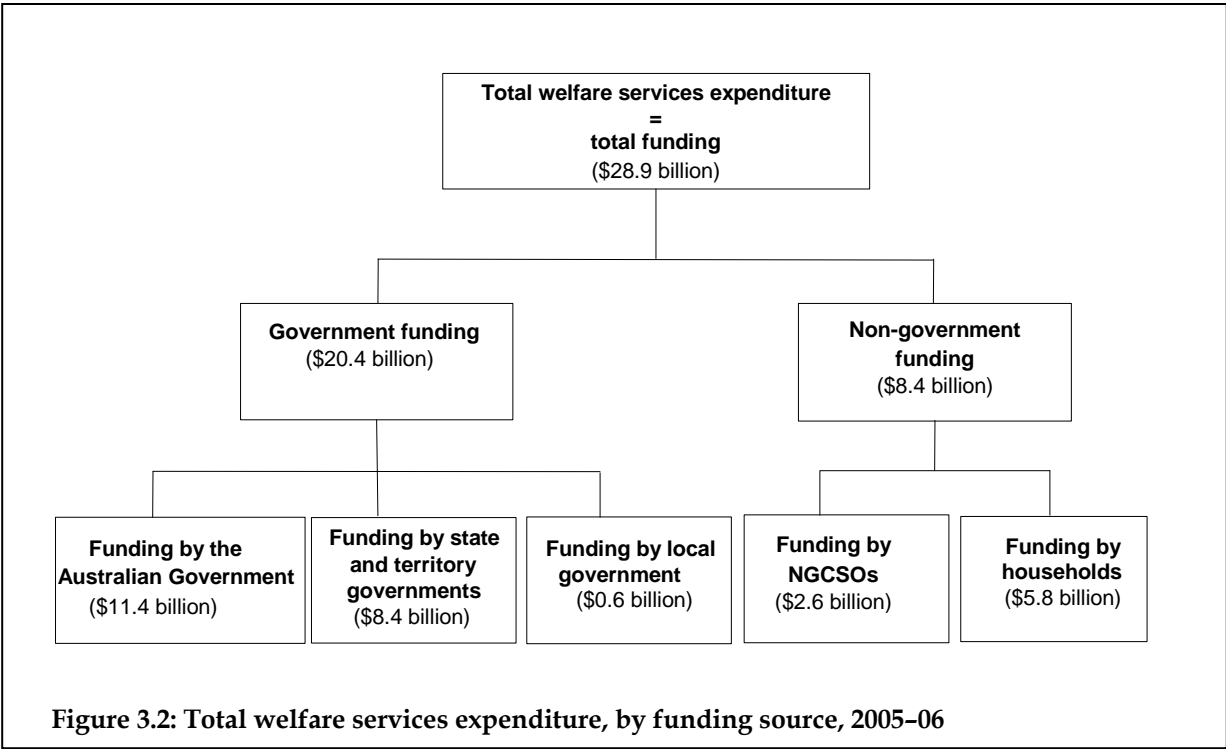 Total welfare services expenditure
=
total funding
($28.9 billion)
Government funding
($20.4 billion)
Non-government
funding
($8.4 billion)
Funding by the
Australian Government
($11.4 billion)
Funding by state
and territory
governments
($8.4 billion)
Funding by local
government
($0.6 billion)
Funding by
NGCSOs
($2.6 billion)
Funding by
households
($5.8 billion)
Figure 3.2: Total welfare services expenditure, by funding source, 2005–06